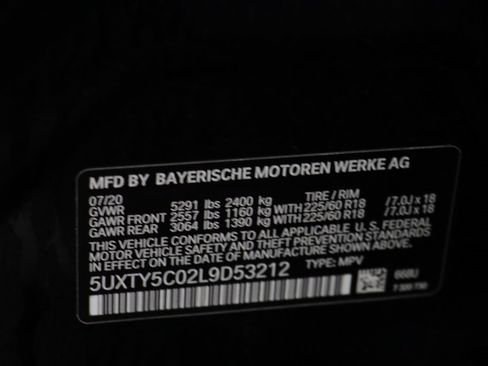 MFD BY BAYERISCHE MOTOREN WERKE AG
07/20 TIRE / RIM
GVWR 5291 lbs 2400 kg
GAWR FRONT 2557 lbs 1160 kg WITH 225/60 R18 /7.0J x 18
GAWR REAR 3064 lbs 1390 kg WITH 225/60 R18 /7.0J x 18
THIS VEHICLE CONFORMS TO ALL APPLICABLE U. S. FEDERAL
MOTOR VEHICLE SAFETY AND THEFT PREVENTION STANDARDS
IN EFFECT ON THE DATE OF MANUFACTURE SHOWN ABOVE.
5UXTY5C02L9D53212 TYPE: MPV
668U